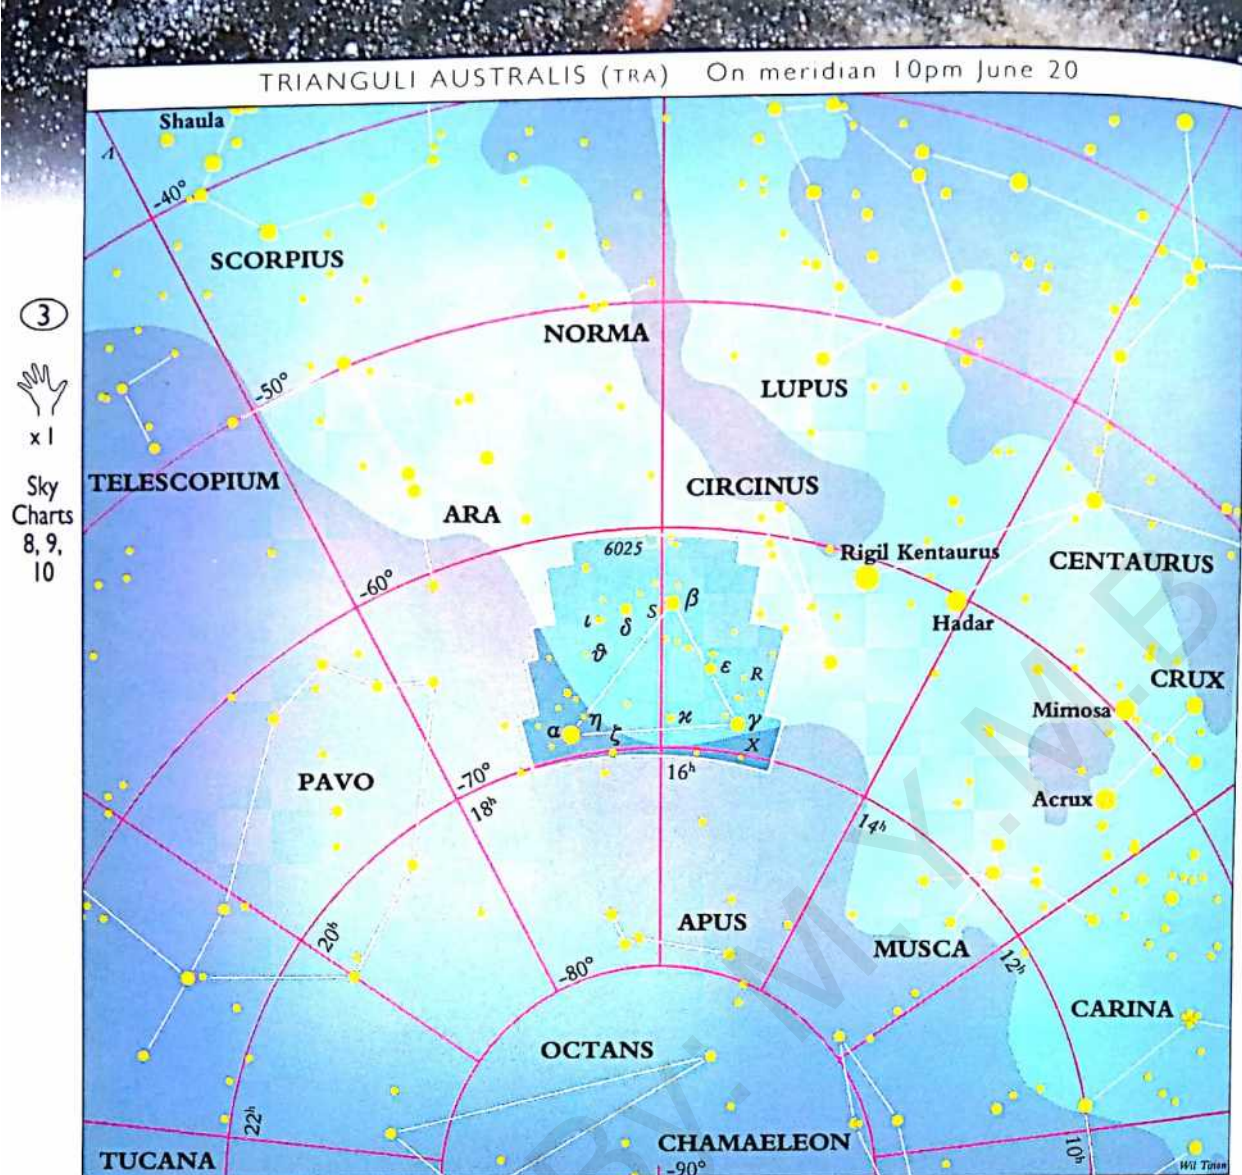 TRIANGULI AUSTRALIS (TRA) On meridian 10pm June 20
Shaula
-40°
SCORPIUS
3
NORMA
-50°
x 1
LUPUS
Sky
Charts
8, 9,
10
TELESCOPIUM
CIRCINUS
ARA
6025
Rigil Kentaurus
CENTAURUS
-60°
β
S
ι
δ
Hadar
ϑ
ε
R
CRUX
Mimosa
η
ϰ
γ
α
ζ
X
PAVO
-70°
16h
18h
Acrux
14h
APUS
20h
MUSCA
12h
-80°
CARINA
OCTANS
22h
CHAMAELEON
10h
TUCANA
-90°
Wil Tirion
By. M.Y.M.B